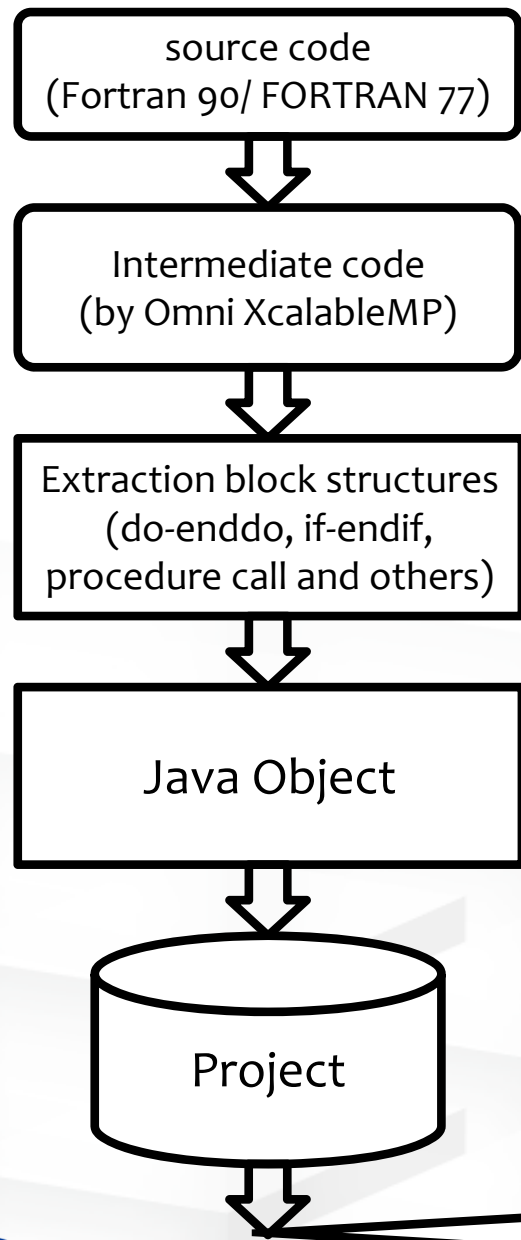 source code
(Fortran 90/ FORTRAN 77)
Intermediate code
(by Omni XcalableMP)
Extraction block structures
(do-enddo, if-endif,
procedure call and others)
Java Object
Project